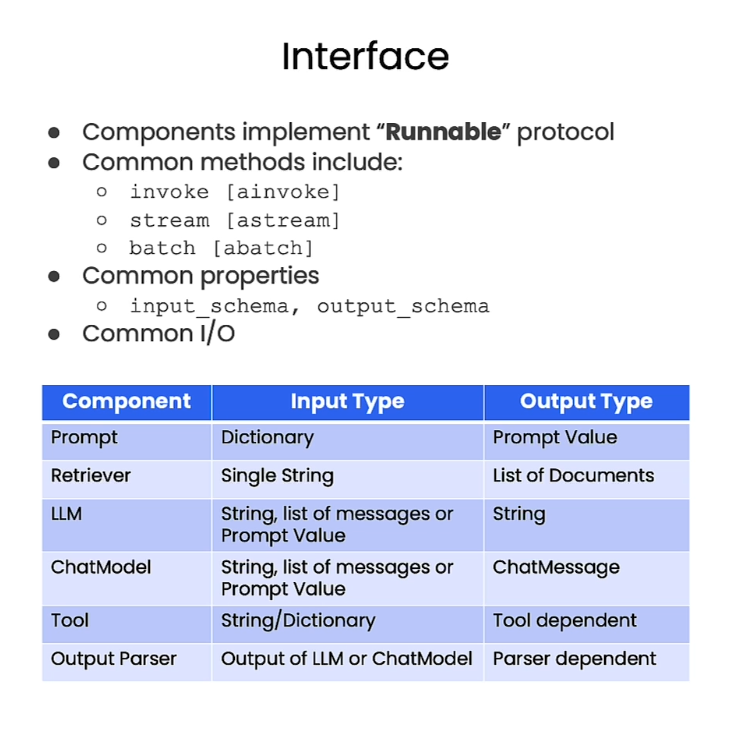 Interface
● Components implement “Runnable” protocol
● Common methods include:
○ invoke [ainvoke]
○ stream [astream]
○ batch [abatch]
● Common properties
○ input_schema, output_schema
● Common I/O
Component Input Type Output Type
Prompt Dictionary Prompt Value
Retriever Single String List of Documents
LLM String, list of messages or String
Prompt Value
ChatModel String, list of messages or ChatMessage
Prompt Value
Tool String/Dictionary Tool dependent
Output Parser Output of LLM or ChatModel Parser dependent